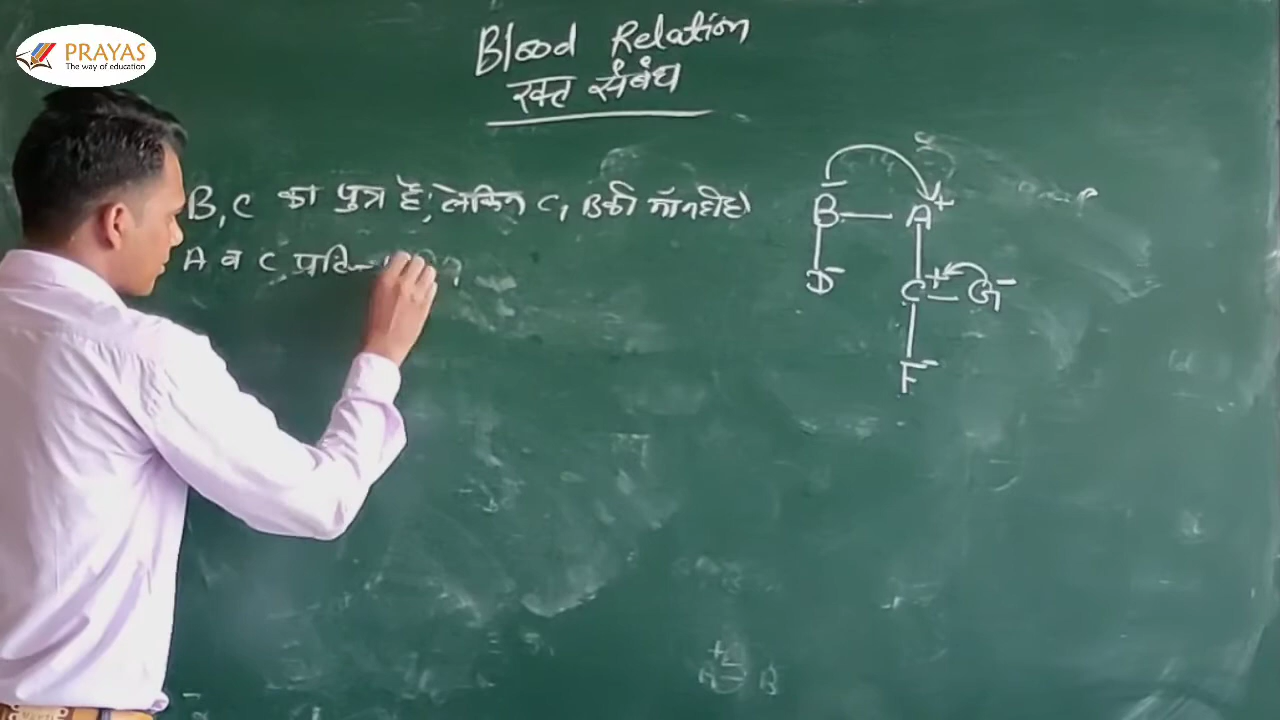 PRAYAS
The way of education
Blood Relation
रक्त संबंध
B, C का पुत्र है, लेकिन C, B की माँ नहीं है।
A व C
B — A +
D -
C + — G -
F -
A B